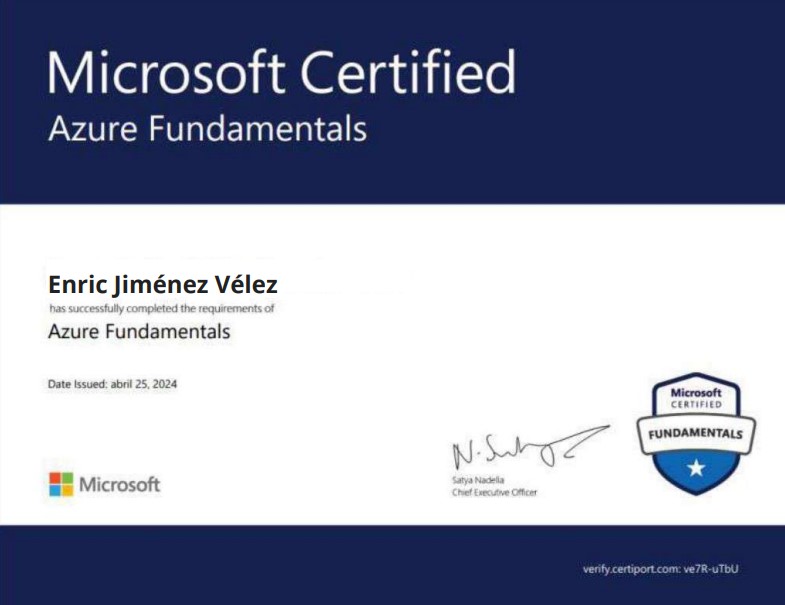 Microsoft Certified
Azure Fundamentals
Enric Jiménez Vélez
has successfully completed the requirements of
Azure Fundamentals
Date Issued: abril 25, 2024
Microsoft
CERTIFIED
FUNDAMENTALS
Satya Nadella
Chief Executive Officer
Microsoft
verify.certiport.com: ve7R-uTbU